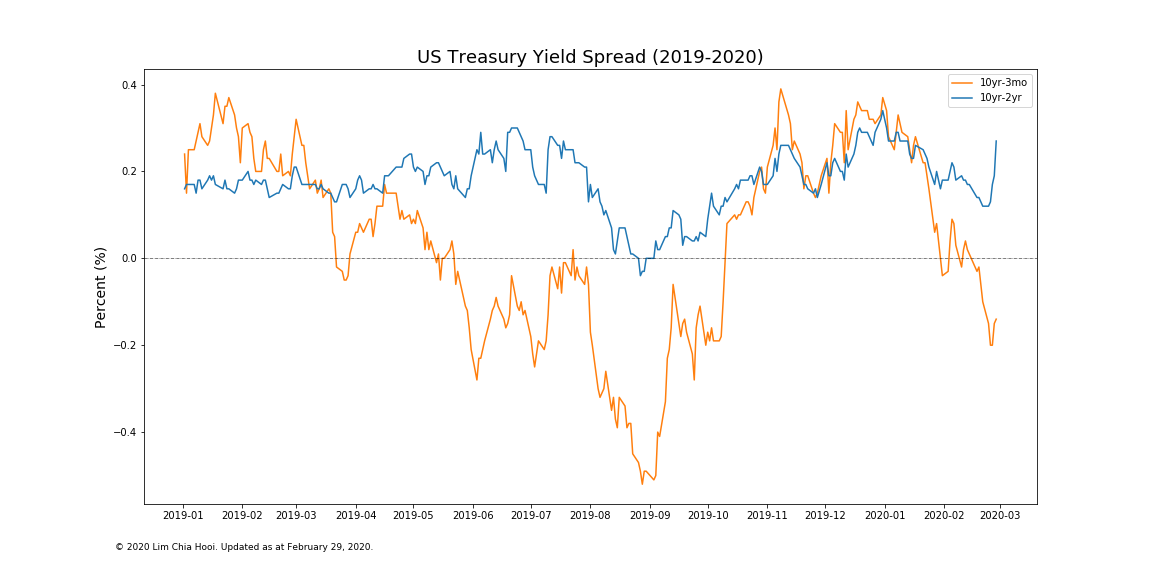 US Treasury Yield Spread (2019-2020)
10yr-3mo
10yr-2yr
Percent (%)
0.4
0.2
0.0
−0.2
−0.4
2019-01 2019-02 2019-03 2019-04 2019-05 2019-06 2019-07 2019-08 2019-09 2019-10 2019-11 2019-12 2020-01 2020-02 2020-03
© 2020 Lim Chia Hooi. Updated as at February 29, 2020.